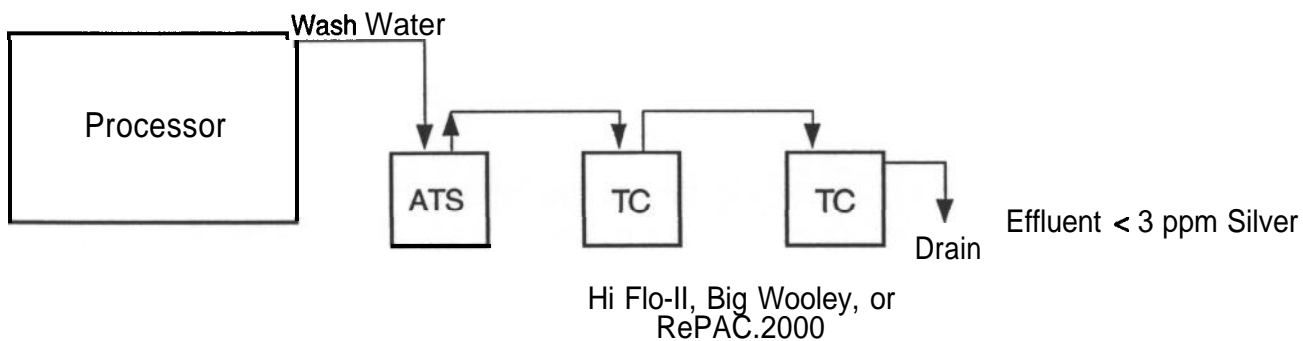 Wash Water
Processor
ATS
TC
TC
Drain
Effluent < 3 ppm Silver
Hi Flo-II, Big Wooley, or
RePAC.2000